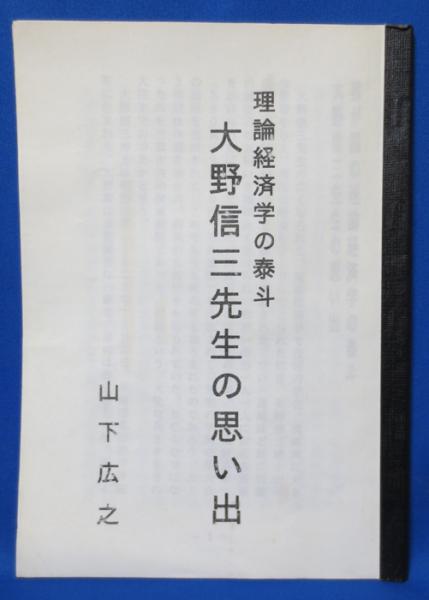 理論経済学の泰斗
大野信三先生の思い出
山下広之